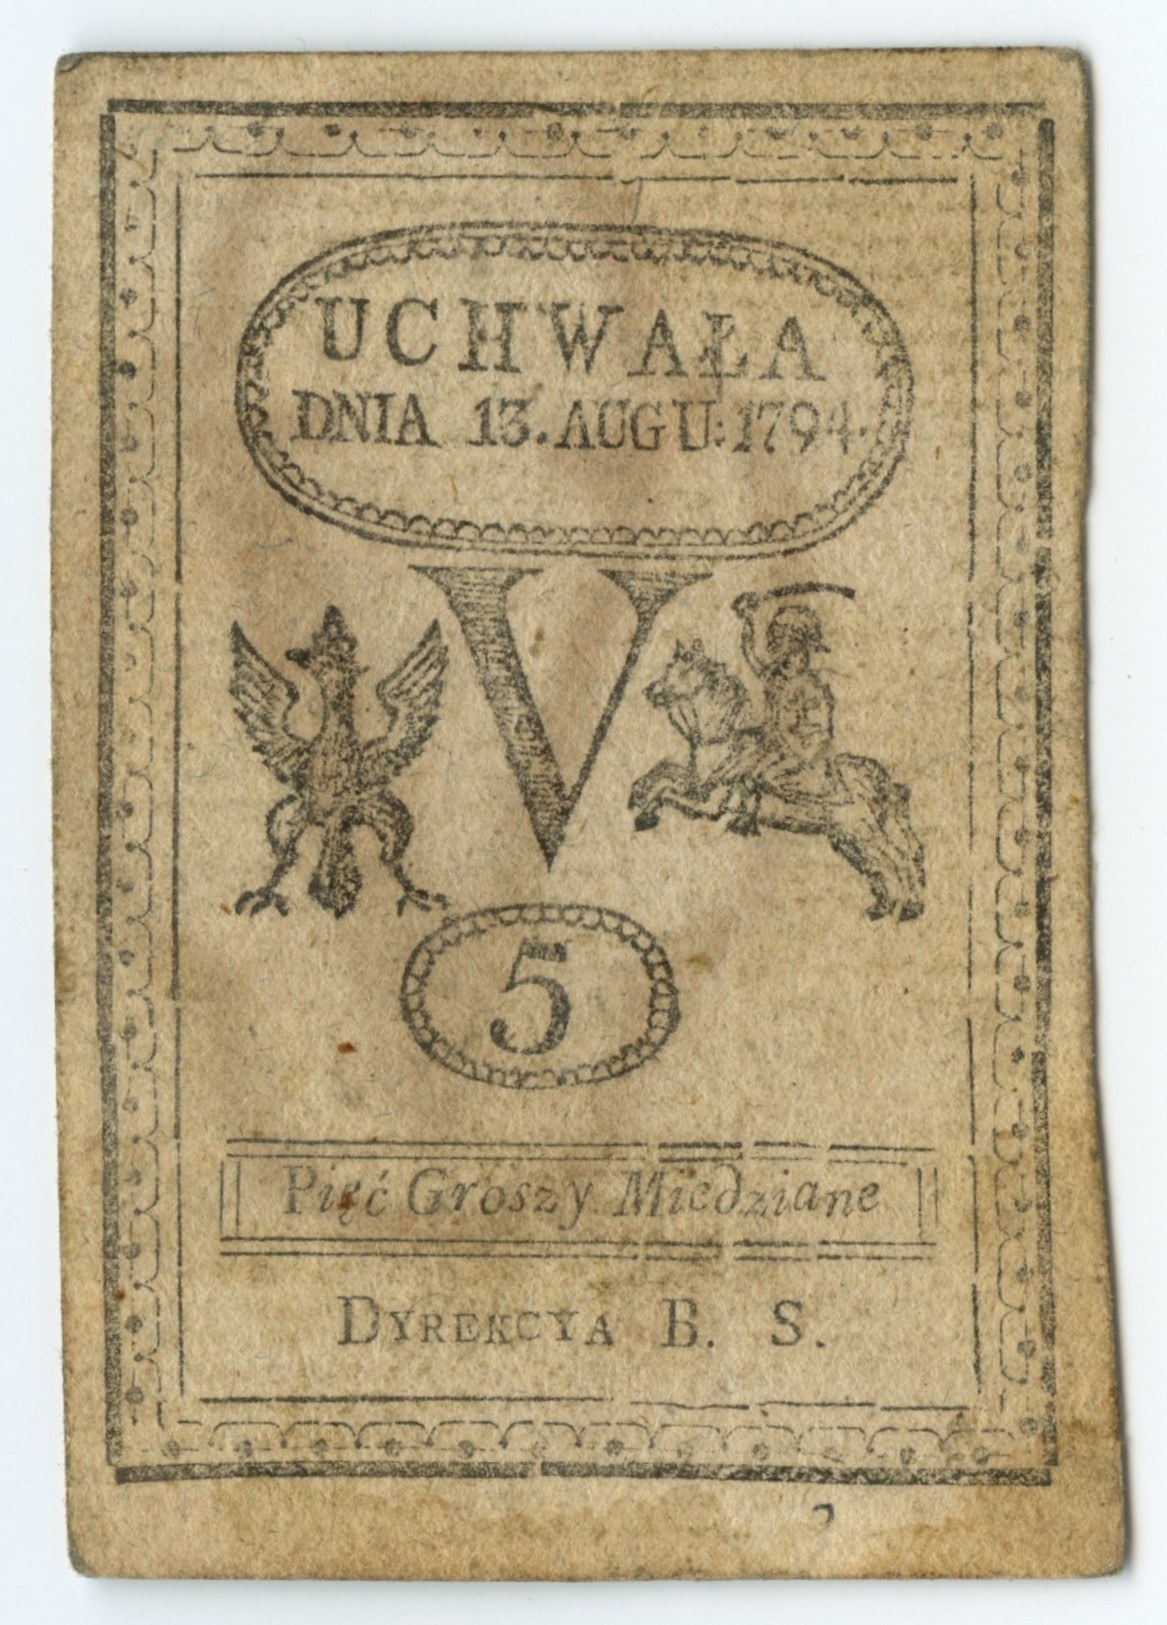 UCHWAŁA
DNIA 13. AUGU: 1794.
V
5
Pięć Groszy Miedziane
DYREKCYA B. S.